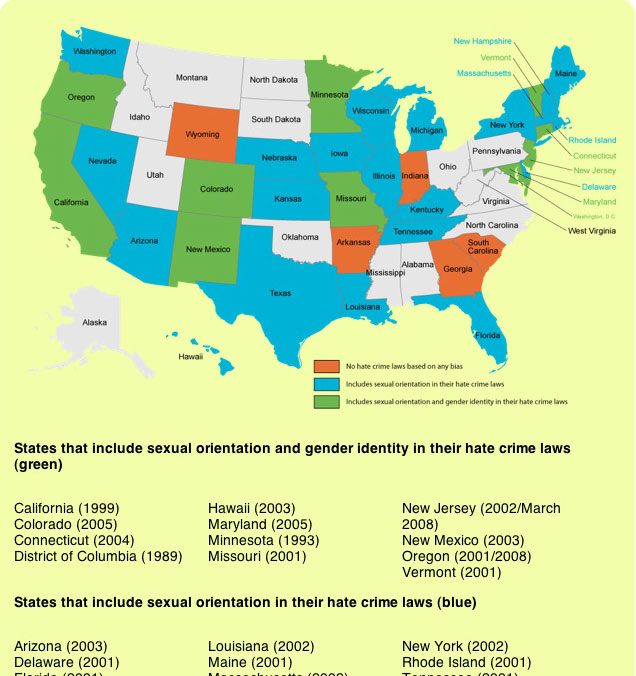 New Hampshire
Vermont
Massachusetts
Washington
Montana
North Dakota
Minnesota
Maine
Oregon
Idaho
South Dakota
Wisconsin
Wyoming
Michigan
New York
Rhode Island
Nevada
Nebraska
Iowa
Pennsylvania
Connecticut
Utah
Colorado
Illinois
Indiana
Ohio
New Jersey
California
Kansas
Missouri
Delaware
Kentucky
Virginia
Maryland
Washington, D.C.
Arizona
New Mexico
Oklahoma
Arkansas
Tennessee
North Carolina
West Virginia
Mississippi
Alabama
Georgia
South
Carolina
Texas
Louisiana
Alaska
Hawaii
Florida
No hate crime laws based on any bias
Includes sexual orientation in their hate crime laws
Includes sexual orientation and gender identity in their hate crime laws
States that include sexual orientation and gender identity in their hate crime laws
(green)
California (1999)
Colorado (2005)
Connecticut (2004)
District of Columbia (1989)
Hawaii (2003)
Maryland (2005)
Minnesota (1993)
Missouri (2001)
New Jersey (2002/March
2008)
New Mexico (2003)
Oregon (2001/2008)
Vermont (2001)
States that include sexual orientation in their hate crime laws (blue)
Arizona (2003)
Delaware (2001)
Louisiana (2002)
Maine (2001)
New York (2002)
Rhode Island (2001)